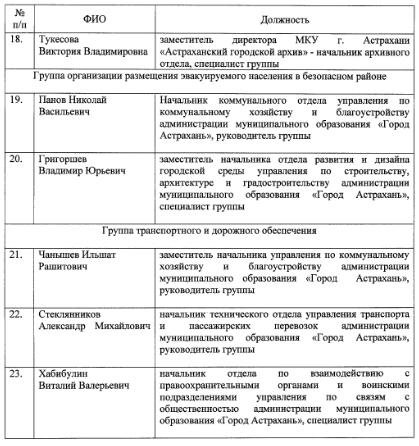 № п/п
ФИО
Должность
18.
Тукесова
Виктория Владимировна
заместитель директора МКУ г. Астрахани
«Астраханский городской архив» - начальник архивного
отдела, специалист группы
Группа организации размещения эвакуируемого населения в безопасном районе
19.
Панов Николай
Васильевич
Начальник коммунального отдела управления по
коммунальному хозяйству и благоустройству
администрации муниципального образования «Город
Астрахань», руководитель группы
20.
Григоршев
Владимир Юрьевич
заместитель начальника отдела развития и дизайна
городской среды управления по строительству,
архитектуре и градостроительству администрации
муниципального образования «Город Астрахань»,
специалист группы
Группа транспортного и дорожного обеспечения
21.
Чанышев Ильшат
Рашитович
заместитель начальника управления по коммунальному
хозяйству и благоустройству администрации
муниципального образования «Город Астрахань»,
руководитель группы
22.
Стеклянников
Александр Михайлович
начальник технического отдела управления транспорта
и пассажирских перевозок администрации
муниципального образования «Город Астрахань»,
руководитель группы
23.
Хабибулин
Виталий Валерьевич
начальник отдела по взаимодействию с
правоохранительными органами и воинскими
подразделениями управления по связям с
общественностью администрации муниципального
образования «Город Астрахань», специалист группы